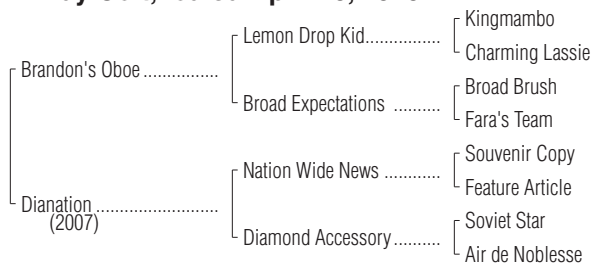 Kingmambo
Lemon Drop Kid................
Charming Lassie
Brandon's Oboe ................
Broad Brush
Broad Expectations ..........
Fara's Team
Souvenir Copy
Nation Wide News ............
Feature Article
Dianation ..........................
(2007)
Soviet Star
Diamond Accessory..........
Air de Noblesse